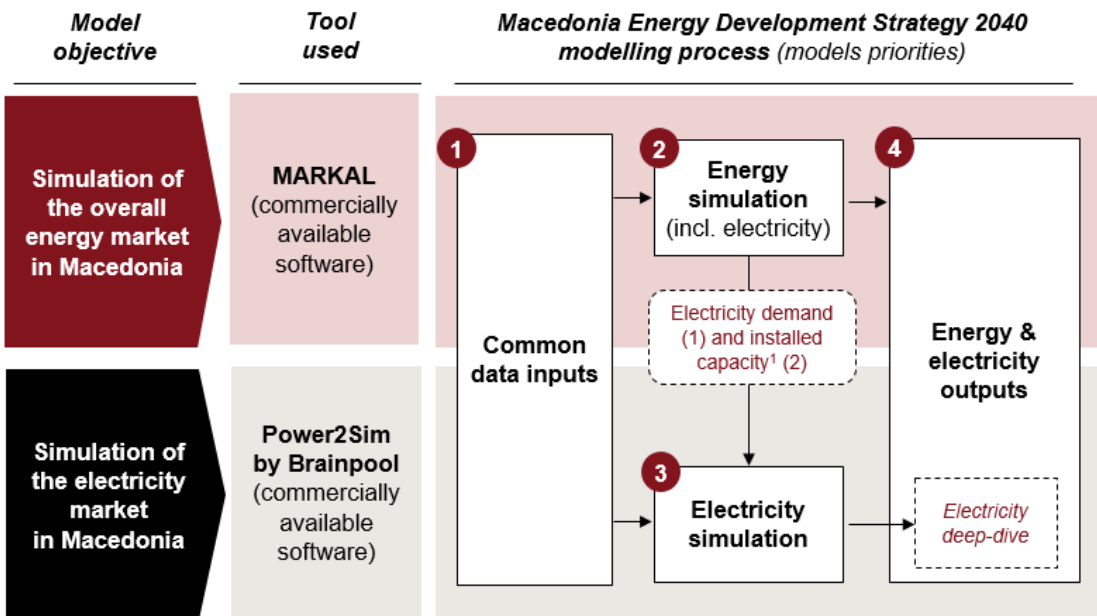 Model
objective
Tool
used
Macedonia Energy Development Strategy 2040
modelling process (models priorities)
Simulation of
the overall
energy market
in Macedonia
MARKAL
(commercially
available
software)
1
Common
data inputs
2
Energy
simulation
(incl. electricity)
Electricity demand
(1) and installed
capacity¹ (2)
4
Energy &
electricity
outputs
Simulation of
the electricity
market
in Macedonia
Power2Sim
by Brainpool
(commercially
available
software)
3
Electricity
simulation
Electricity
deep-dive